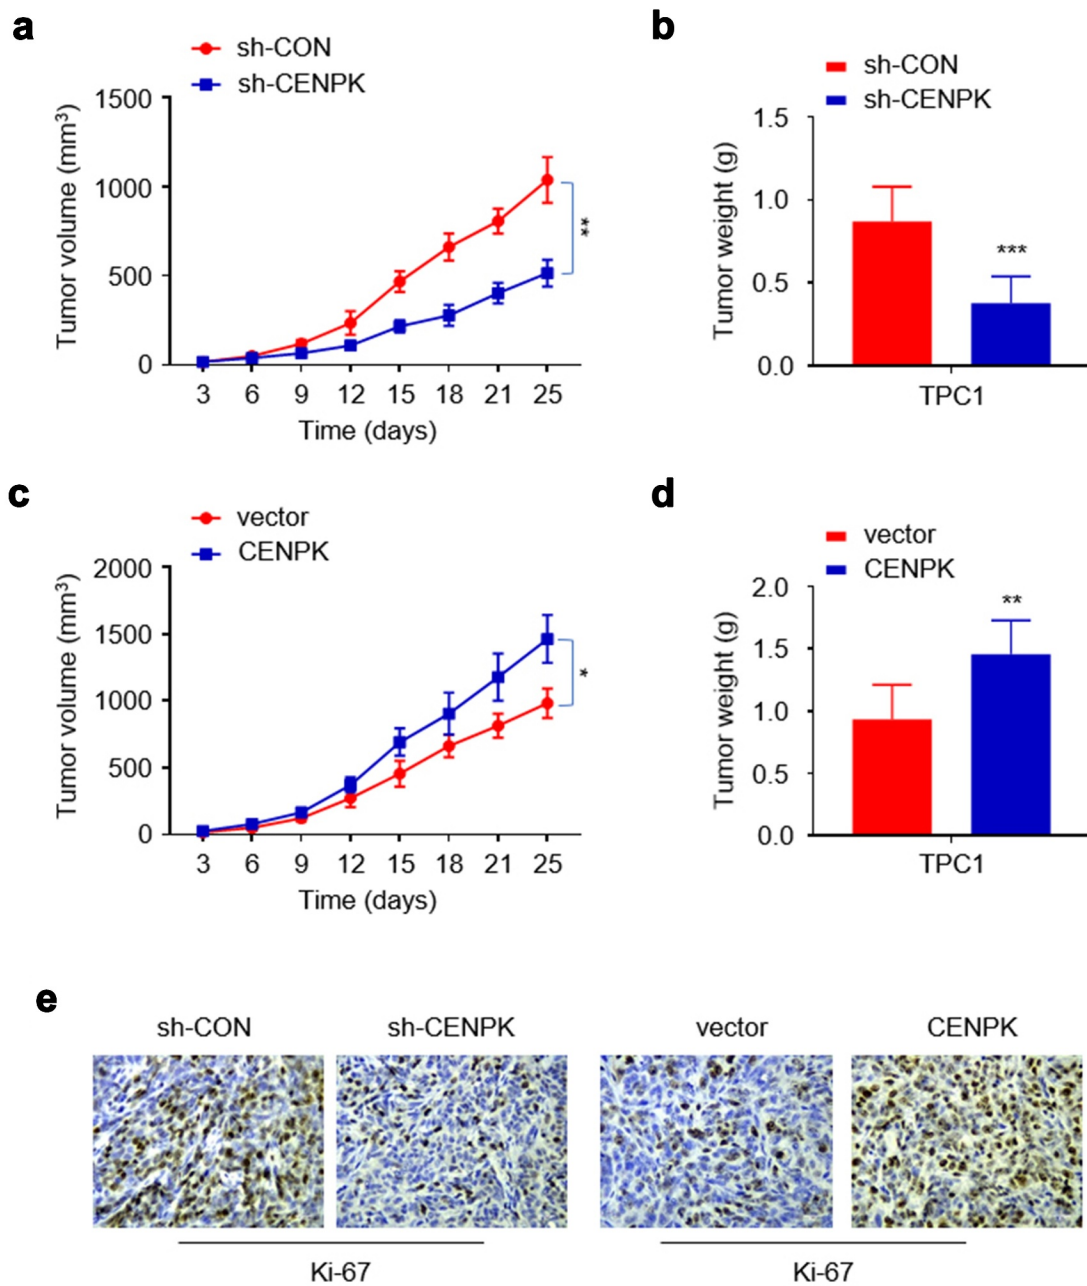 a
sh-CON
sh-CENPK
Tumor volume (mm³)
1500
1000
500
0
**
3 6 9 12 15 18 21 25
Time (days)
b
sh-CON
sh-CENPK
Tumor weight (g)
1.5
1.0
0.5
0.0
***
TPC1
c
vector
CENPK
Tumor volume (mm³)
2000
1500
1000
500
0
*
3 6 9 12 15 18 21 25
Time (days)
d
vector
CENPK
Tumor weight (g)
2.0
1.5
1.0
0.5
0.0
**
TPC1
e
sh-CON sh-CENPK vector CENPK
Ki-67 Ki-67